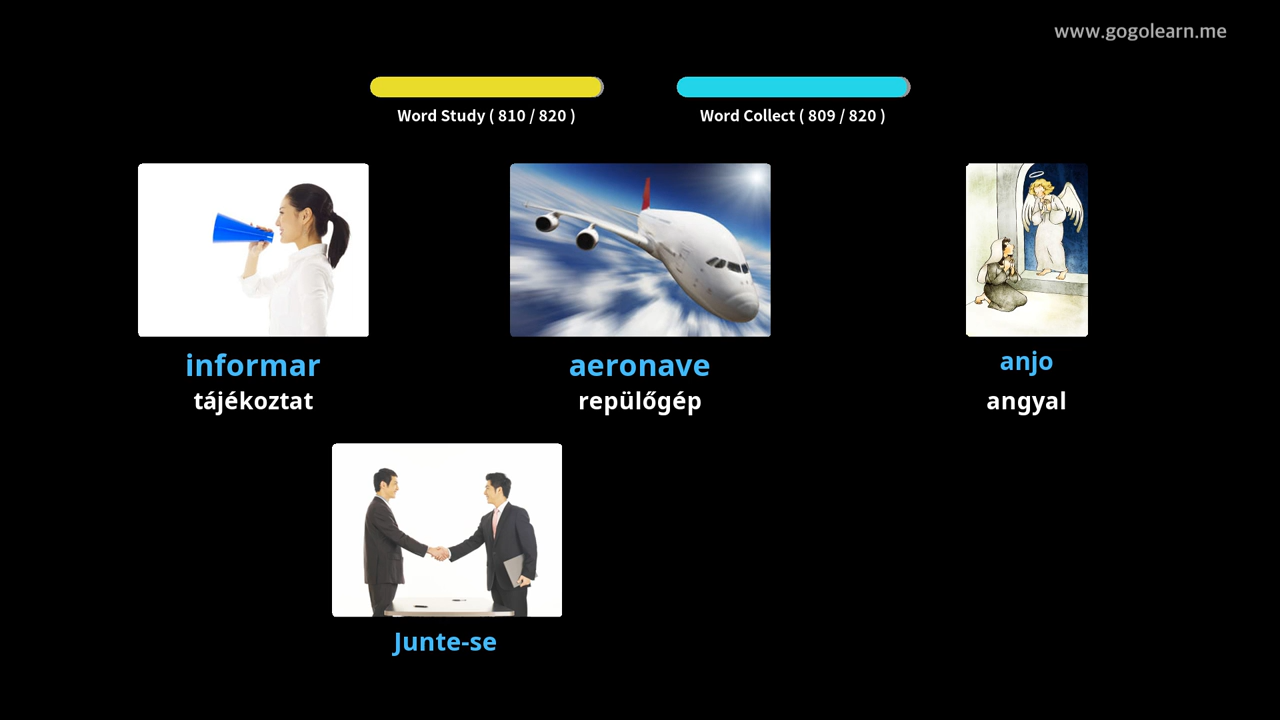 www.gogolearn.me
Word Study ( 810 / 820 )
Word Collect ( 809 / 820 )
informar
aeronave
anjo
tájékoztat
repülőgép
angyal
Junte-se